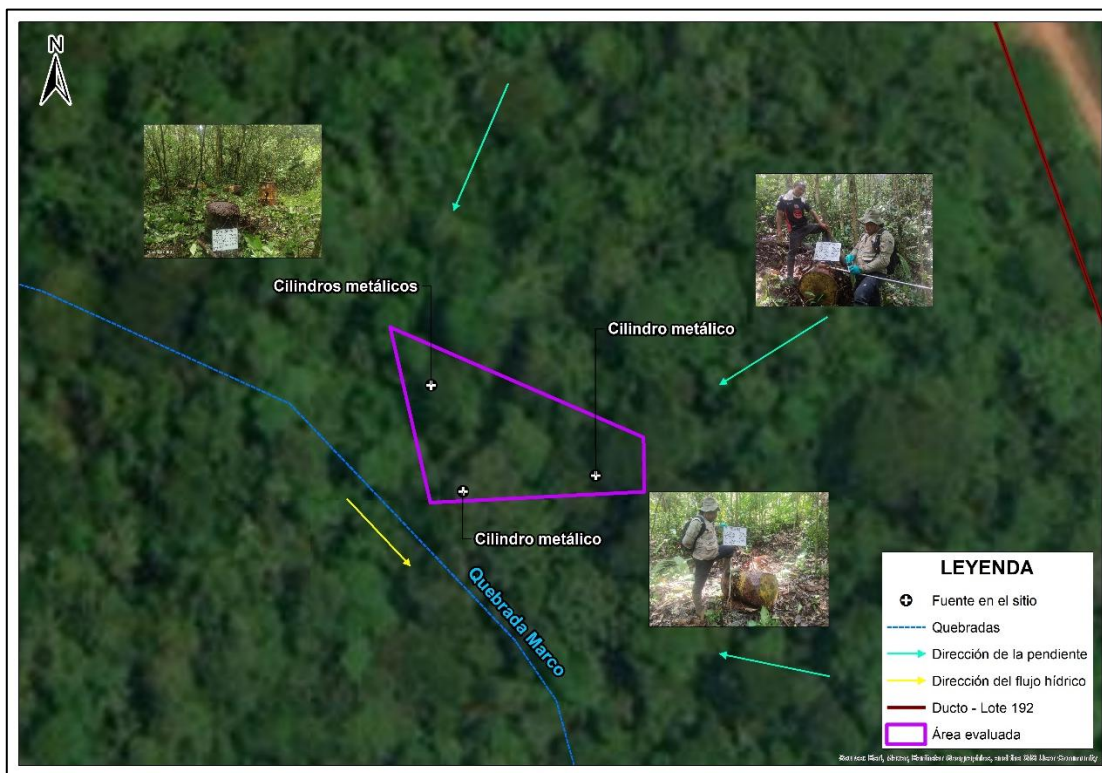 N
Cilindros metálicos
Cilindro metálico
Cilindro metálico
Quebrada Marco
LEYENDA
Fuente en el sitio
Quebradas
Dirección de la pendiente
Dirección del flujo hídrico
Ducto - Lote 192
Área evaluada